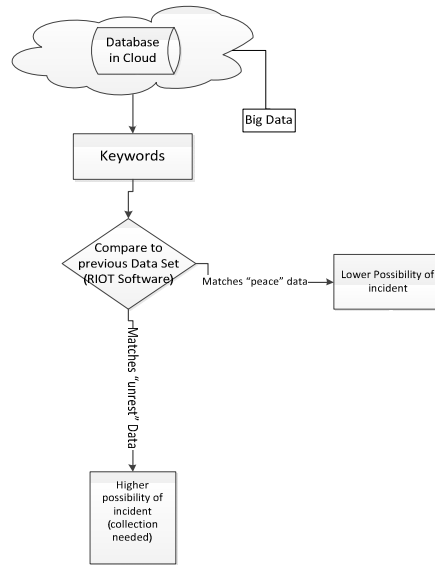 Database
in Cloud
Big Data
Keywords
Compare to
previous Data Set
(RIOT Software)
Matches “peace” data
Lower Possibility of
incident
Matches “unrest” Data
Higher
possibility of
incident
(collection
needed)